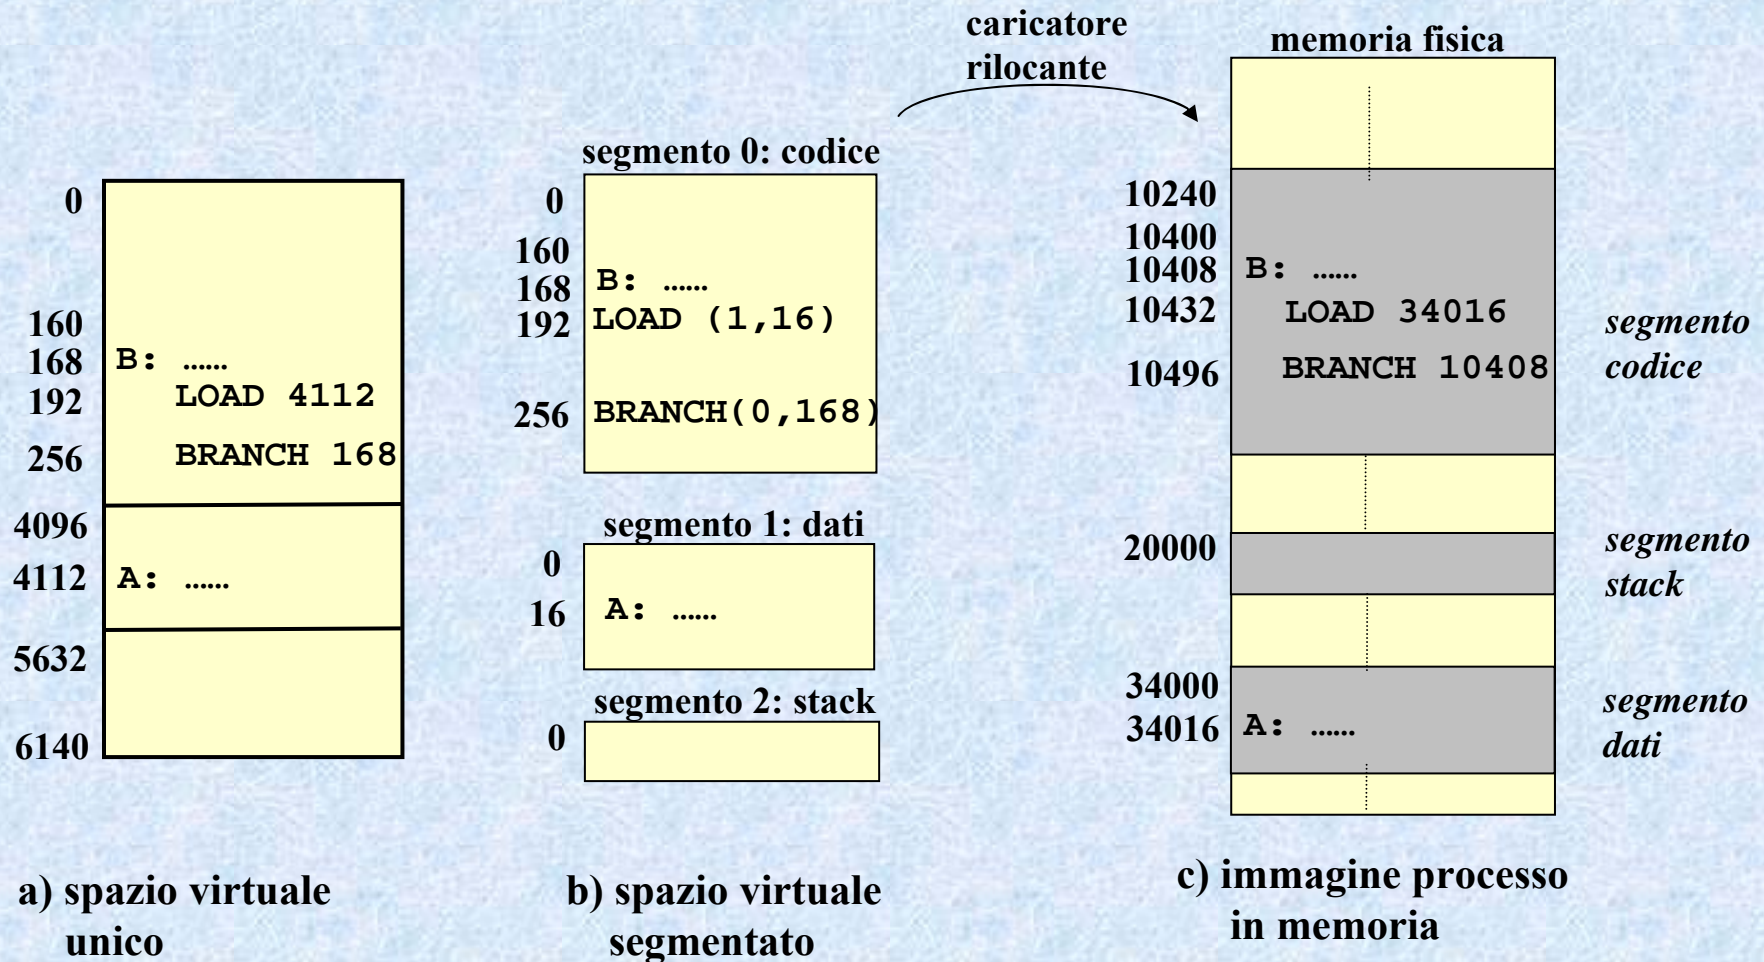 caricatore
rilocante
memoria fisica
segmento 0: codice
0
160
168
192
256
4096
4112
5632
6140
B: ......
LOAD 4112
BRANCH 168
A: ......
0
160
168
192
256
B: ......
LOAD (1,16)
BRANCH(0,168)
segmento 1: dati
0
16
A: ......
segmento 2: stack
0
10240
10400
10408
10432
10496
B: ......
LOAD 34016
BRANCH 10408
segmento
codice
20000
segmento
stack
34000
34016
A: ......
segmento
dati
a) spazio virtuale
unico
b) spazio virtuale
segmentato
c) immagine processo
in memoria